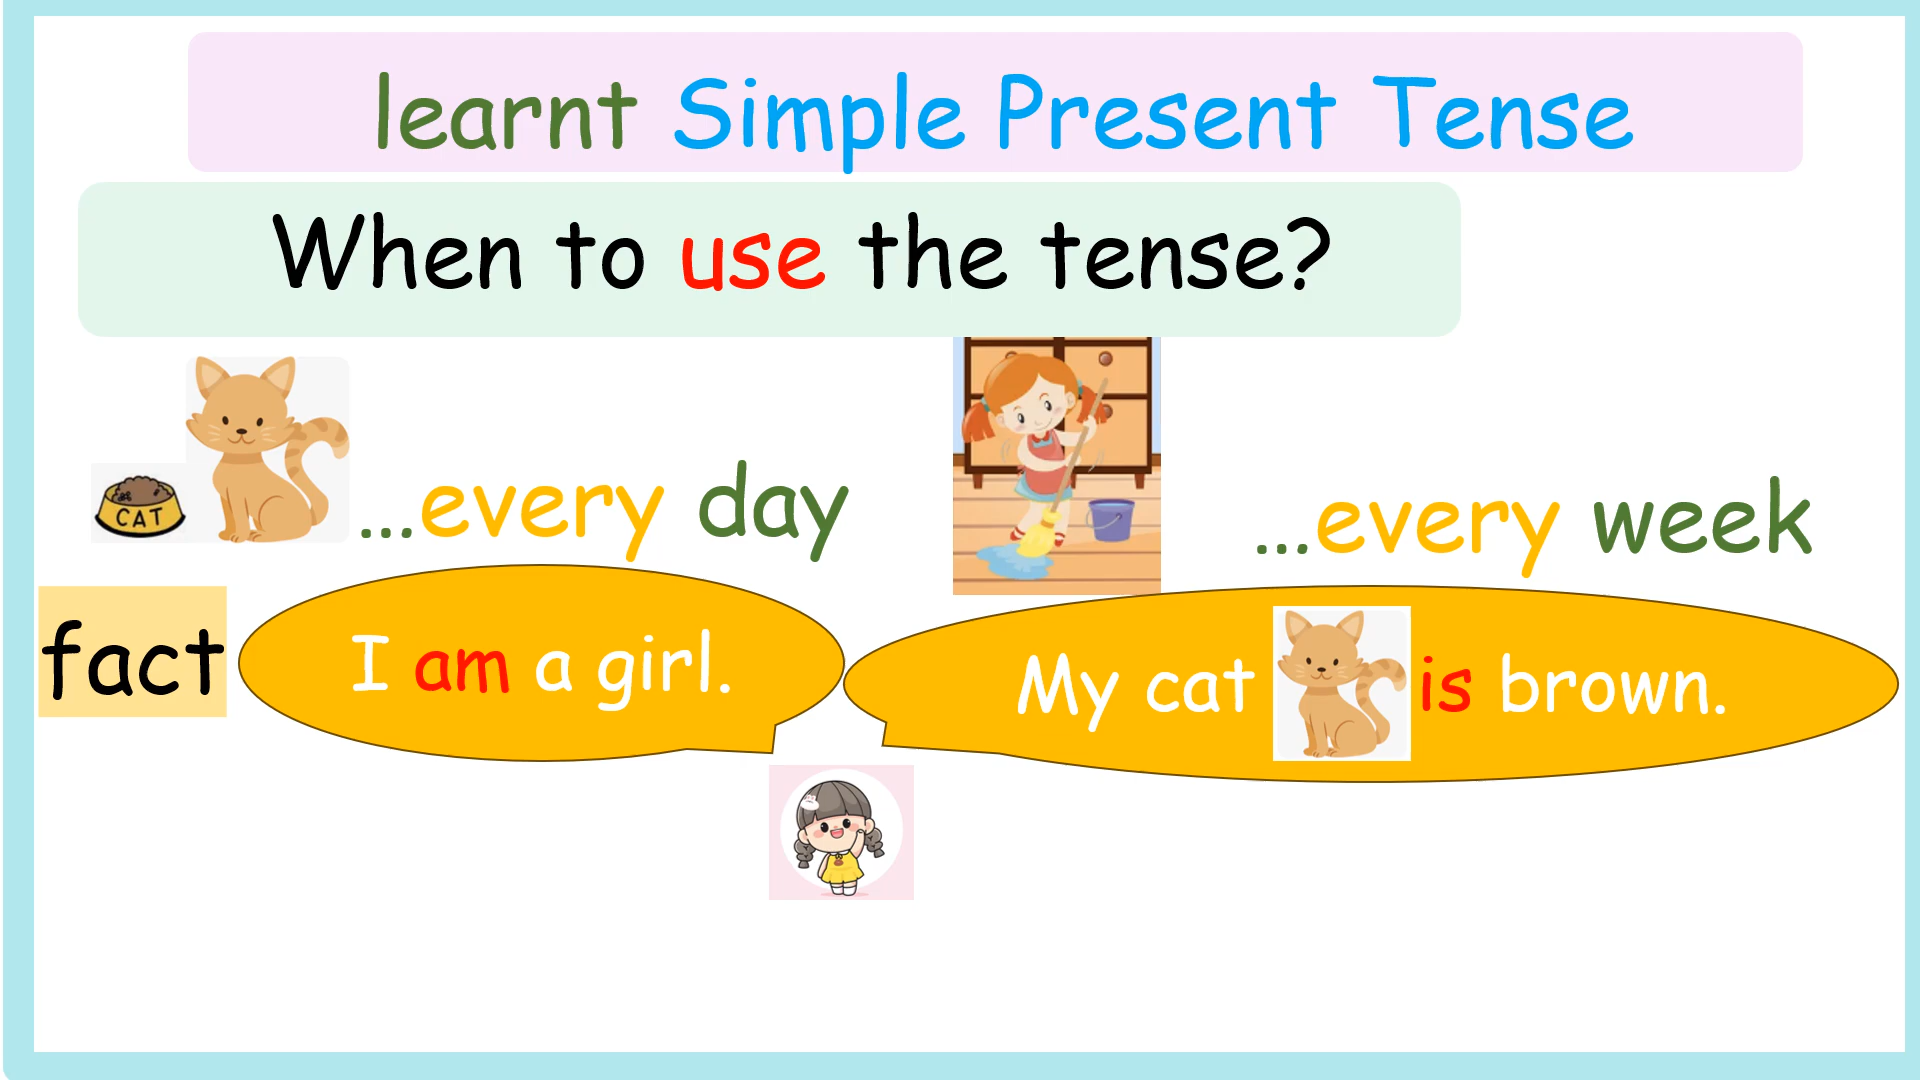 learnt Simple Present Tense
When to use the tense?
CAT
...every day
...every week
fact
I am a girl.
My cat is brown.